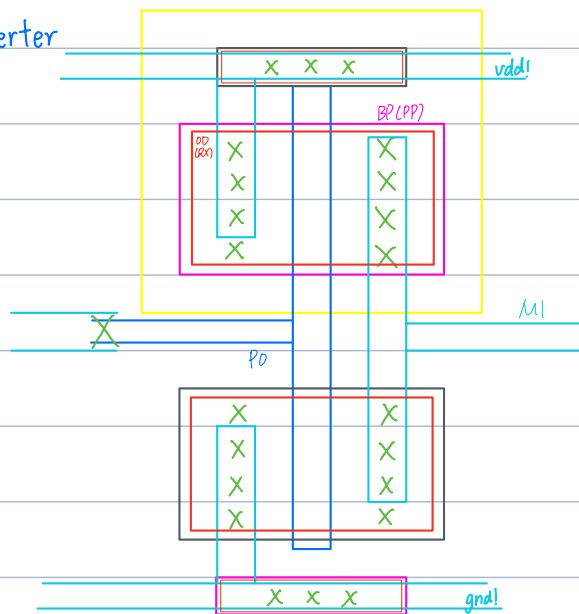 erter
vdd!
BP(PP)
OD
(RX)
M1
PO
gnd!